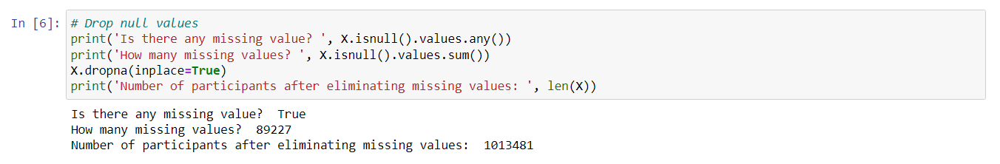 In [6]: # Drop null values
print('Is there any missing value? ', X.isnull().values.any())
print('How many missing values? ', X.isnull().values.sum())
X.dropna(inplace=True)
print('Number of participants after eliminating missing values: ', len(X))
Is there any missing value?  True
How many missing values?  89227
Number of participants after eliminating missing values:  1013481